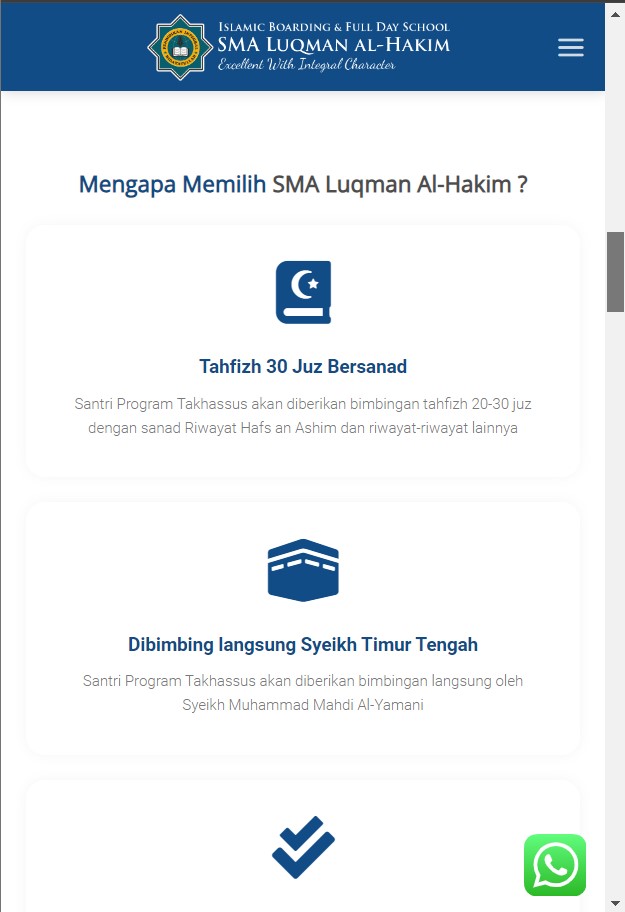 Islamic Boarding & Full Day School
SMA Luqman al-Hakim
Excellent With Integral Character
Mengapa Memilih SMA Luqman Al-Hakim ?
Tahfizh 30 Juz Bersanad
Santri Program Takhassus akan diberikan bimbingan tahfizh 20-30 juz
dengan sanad Riwayat Hafs an Ashim dan riwayat-riwayat lainnya
Dibimbing langsung Syeikh Timur Tengah
Santri Program Takhassus akan diberikan bimbingan langsung oleh
Syeikh Muhammad Mahdi Al-Yamani